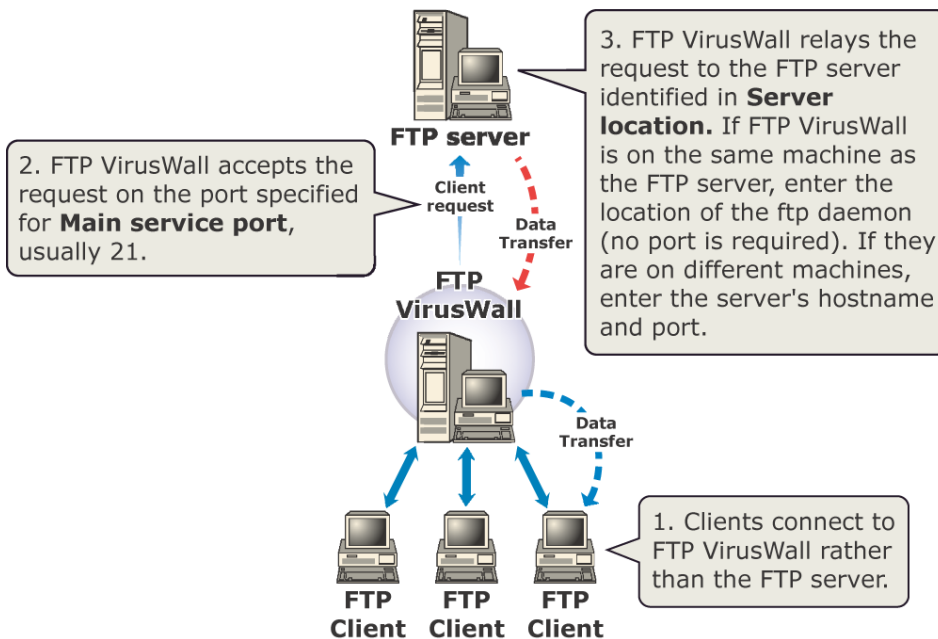 3. FTP VirusWall relays the
request to the FTP server
identified in Server
location. If FTP VirusWall
is on the same machine as
the FTP server, enter the
location of the ftp daemon
(no port is required). If they
are on different machines,
enter the server's hostname
and port.
FTP server
2. FTP VirusWall accepts the
request on the port specified
for Main service port,
usually 21.
Client
request
Data
Transfer
FTP
VirusWall
Data
Transfer
1. Clients connect to
FTP VirusWall rather
than the FTP server.
FTP
Client
FTP
Client
FTP
Client